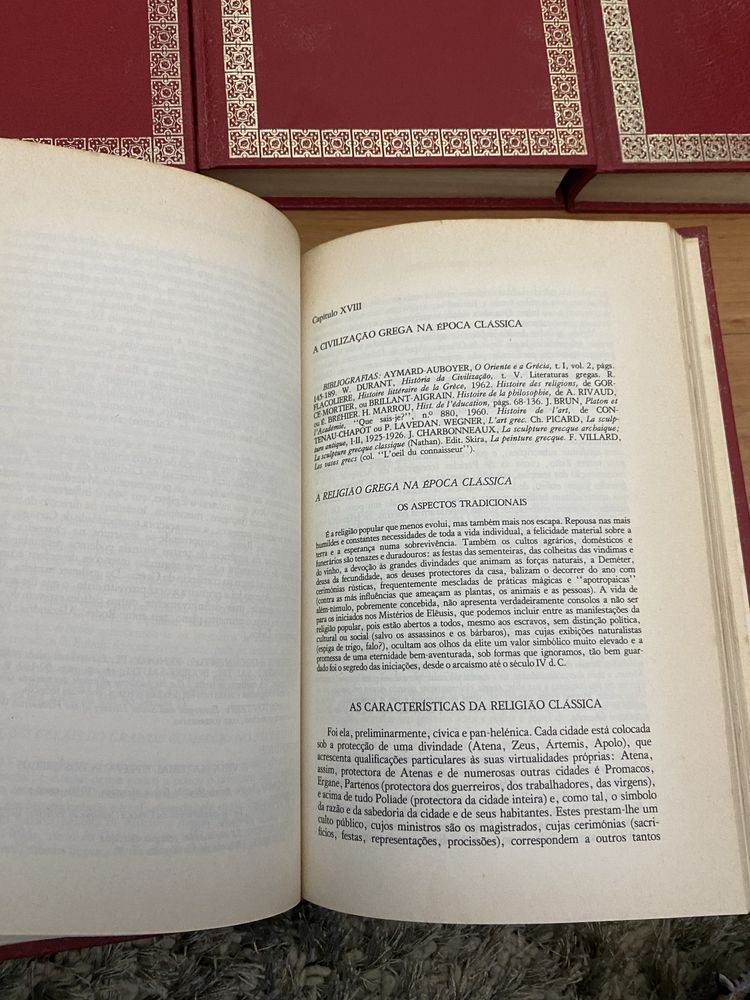 Capítulo XVIII
A CIVILIZAÇÃO GREGA NA ÉPOCA CLÁSSICA
BIBLIOGRAFIAS: AYMARD-AUBOYER, O Oriente e a Grécia, t. I, vol. 2, págs.
143-189. W. DURANT, História da Civilização, t. V. Literaturas gregas. R.
FLACOLIERE, Histoire littéraire de la Grèce, 1962. Histoire des religions, de GOR-
CE-MORTIER, ou BRILLANT-AIGRAIN. Histoire de la philosophie, de A. RIVAUD,
ou É. BRÉHIER, H. MARROU, Hist. de l'éducation, págs. 68-136. J. BRUN, Platon et
l'Academie, "Que sais-je?", n.º 880, 1960. Histoire de l'art, de CON-
TENAU-CHAPOT ou P. LAVEDAN. WEGNER, L'art grec. Ch. PICARD, La sculp-
ture antique, I-II, 1925-1926. J. CHARBONNEAUX, La sculpture grecque archaïque;
La sculpture grecque classique (Nathan). Edit. Skira, La peinture grecque. F. VILLARD,
Les vases grecs (col. "L'oeil du connaisseur").
A RELIGIÃO GREGA NA ÉPOCA CLÁSSICA
OS ASPECTOS TRADICIONAIS
É a religião popular que menos evolui, mas também mais nos escapa. Repousa nas mais
humildes e constantes necessidades de toda a vida individual, a felicidade material sobre a
terra e a esperança numa sobrevivência. Também os cultos agrários, domésticos e
funerários são tenazes e duradouros: as festas das sementeiras, das colheitas das vindimas e
do vinho, a devoção às grandes divindades que animam as forças naturais, a Deméter,
deusa da fecundidade, aos deuses protectores da casa, balizam o decorrer do ano com
cerimónias rústicas, frequentemente mescladas de práticas mágicas e "apotropaicas"
(contra as más influências que ameaçam as plantas, os animais e as pessoas). A vida de
além-túmulo, pobremente concebida, não apresenta verdadeiramente consolos a não ser
para os iniciados nos Mistérios de Elêusis, que podemos incluir entre as manifestações da
religião popular, pois estão abertos a todos, mesmo aos escravos, sem distinção política,
cultural ou social (salvo os assassinos e os bárbaros), mas cujas exibições naturalistas
(espiga de trigo, falo?), ocultam aos olhos da elite um valor simbólico muito elevado e a
promessa de uma eternidade bem-aventurada, sob formas que ignoramos, tão bem guar-
dado foi o segredo das iniciações, desde o arcaísmo até o século IV d. C.
AS CARACTERÍSTICAS DA RELIGIÃO CLÁSSICA
Foi ela, preliminarmente, cívica e pan-helénica. Cada cidade está colocada
sob a protecção de uma divindade (Atena, Zeus, Ártemis, Apolo), que
acrescenta qualificações particulares às suas virtualidades próprias: Atena,
assim, protectora de Atenas e de numerosas outras cidades é Promacos,
Ergane, Partenos (protectora dos guerreiros, dos trabalhadores, das virgens),
e acima de tudo Poliade (protectora da cidade inteira) e, como tal, o símbolo
da razão e da sabedoria da cidade e de seus habitantes. Estes prestam-lhe um
culto público, cujos ministros são os magistrados, cujas cerimónias (sacri-
fícios, festas, representações, procissões), correspondem a outros tantos